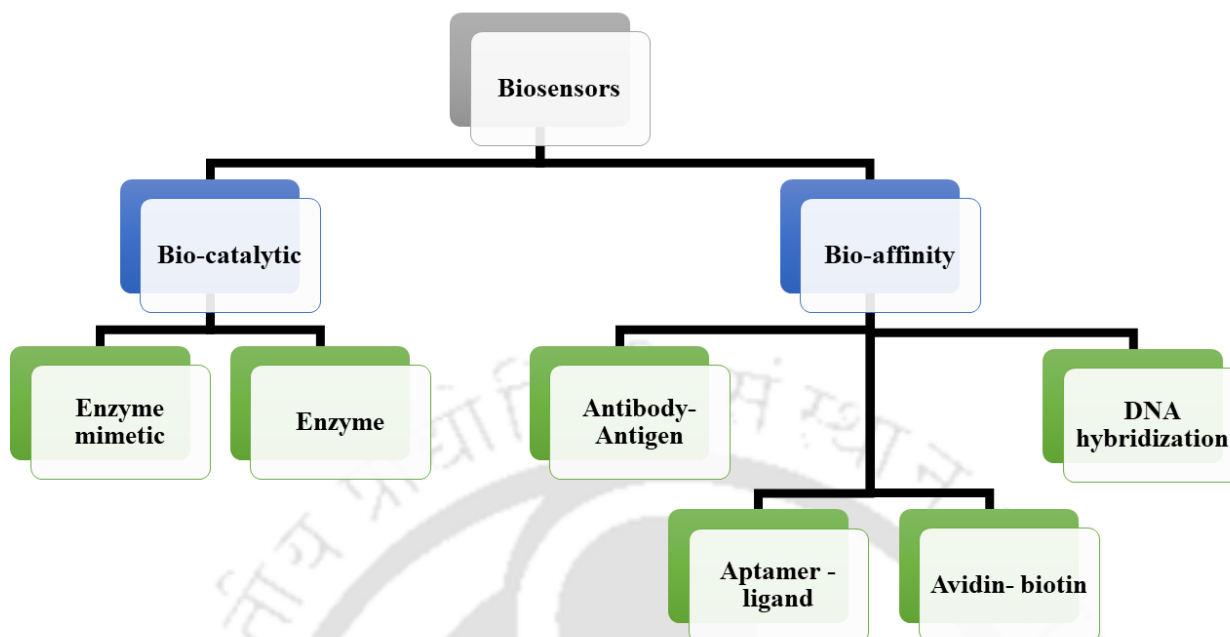 Biosensors
Bio-catalytic
Bio-affinity
Enzyme
mimetic
Enzyme
Antibody-
Antigen
DNA
hybridization
Aptamer -
ligand
Avidin- biotin